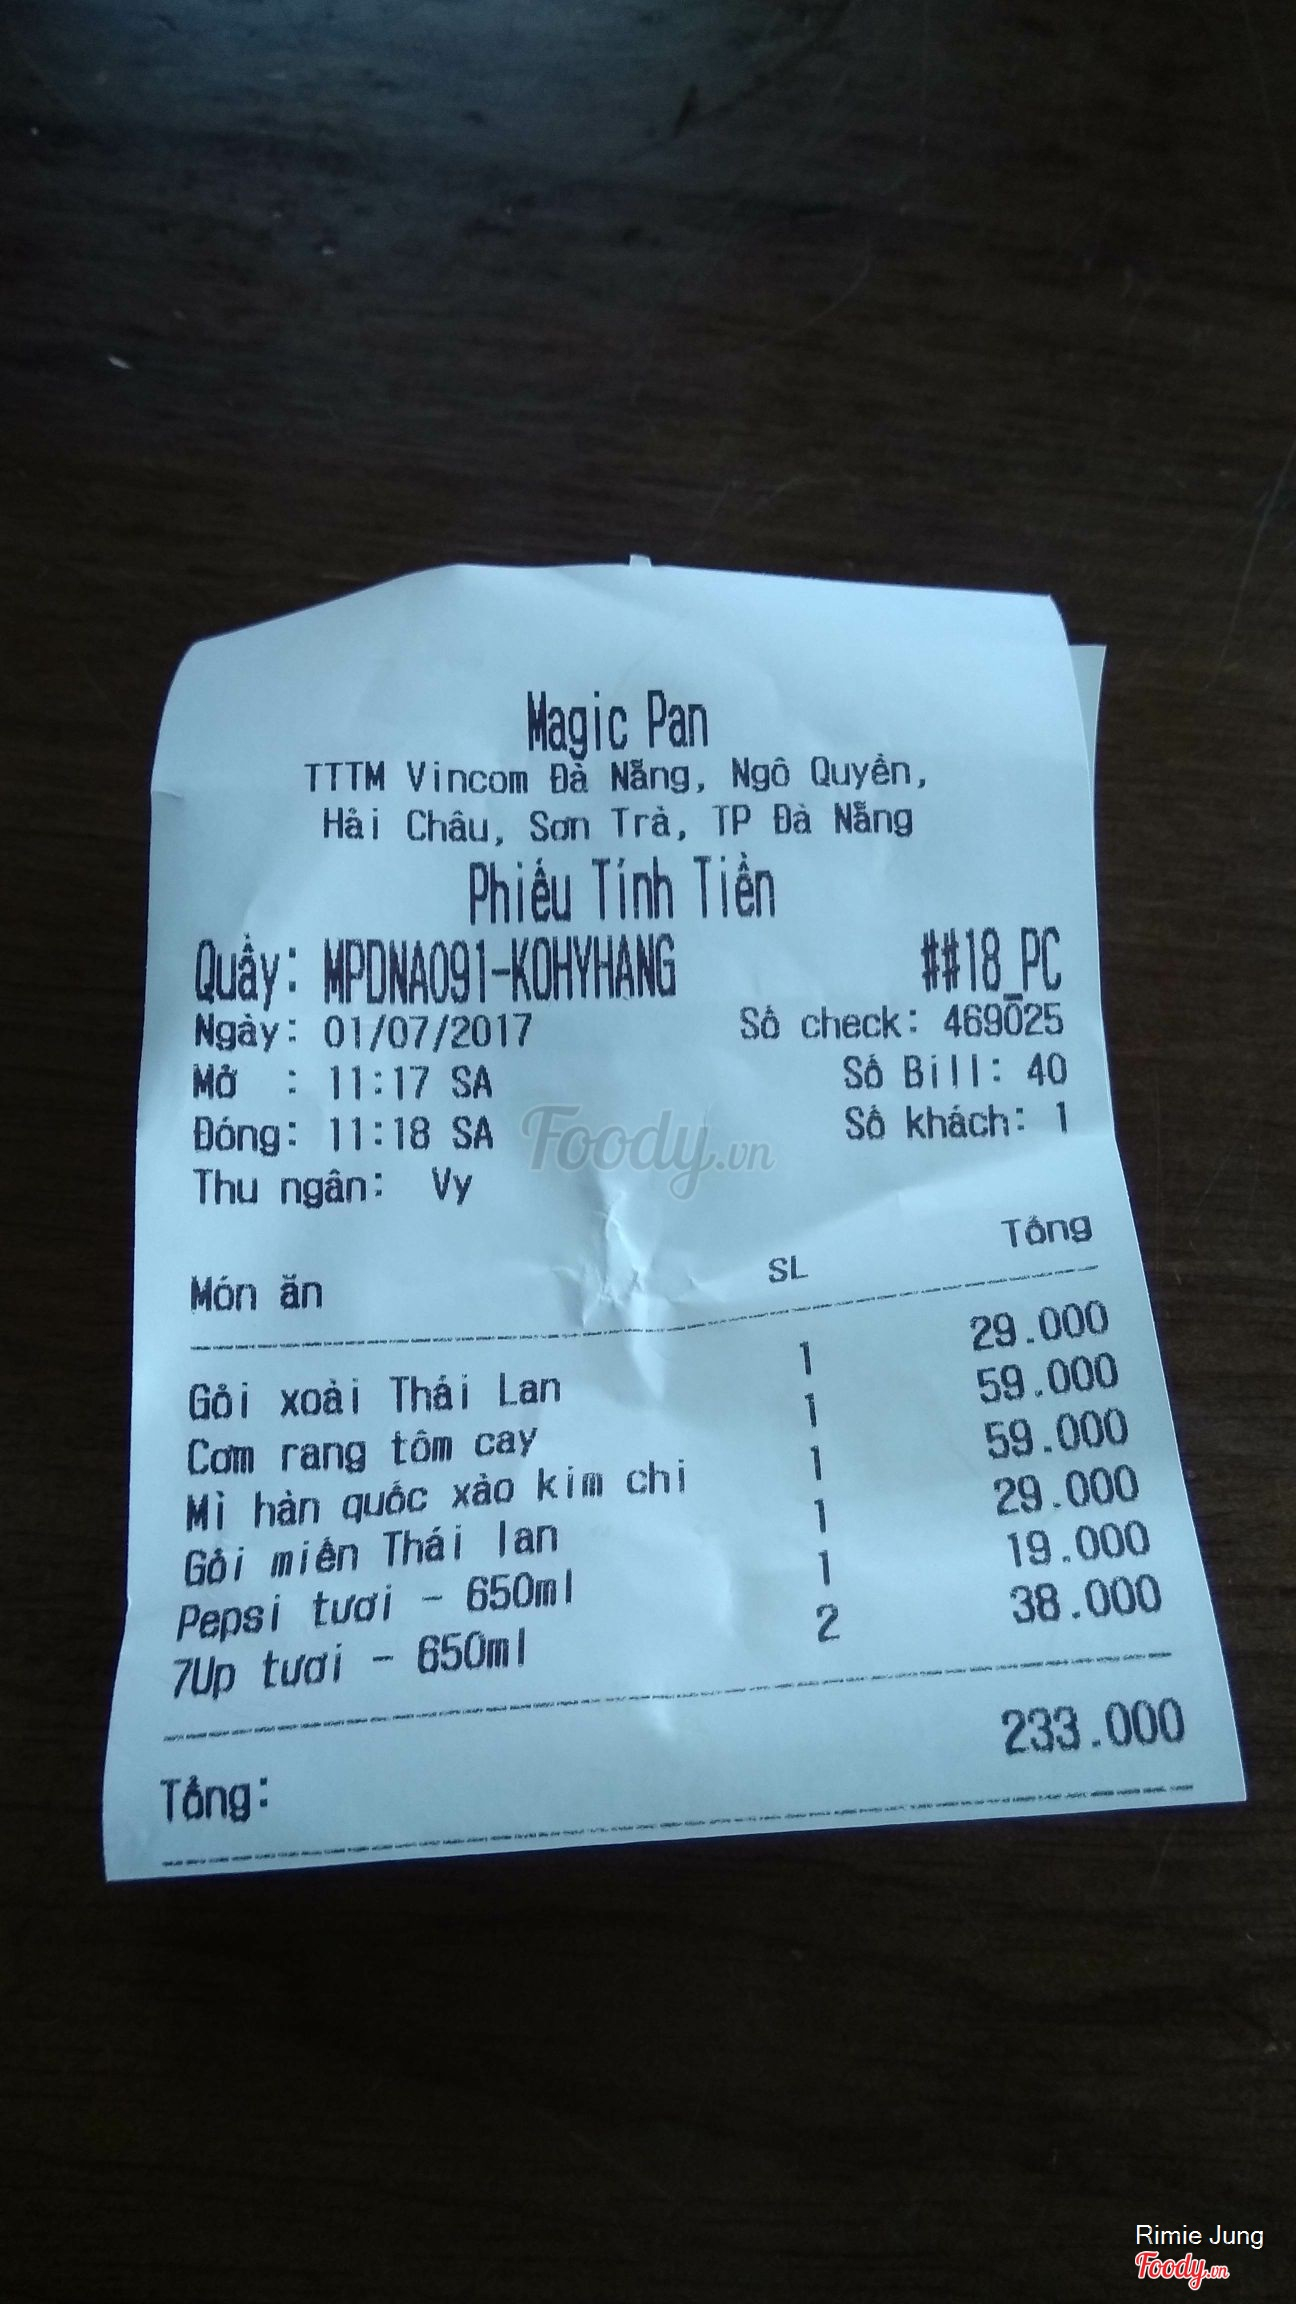 Magic Pan
TTTM Vincom Đà Nẵng, Ngô Quyền,
Hải Châu, Sơn Trà, TP Đà Nẵng
Phiếu Tính Tiền
Quầy: MPDNA091-KOHYHANG ##18_PC
Ngày: 01/07/2017 Số check: 469025
Mở : 11:17 SA Số Bill: 40
Đóng: 11:18 SA Số khách: 1
Thu ngân: Vy
Foody.vn
Món ăn SL Tổng
Gỏi xoài Thái Lan 1 29.000
Cơm rang tôm cay 1 59.000
Mì hàn quốc xào kim chi 1 59.000
Gỏi miến Thái lan 1 29.000
Pepsi tươi - 650ml 1 19.000
7Up tươi - 650ml 2 38.000
Tổng: 233.000
Rimie Jung
Foody.vn